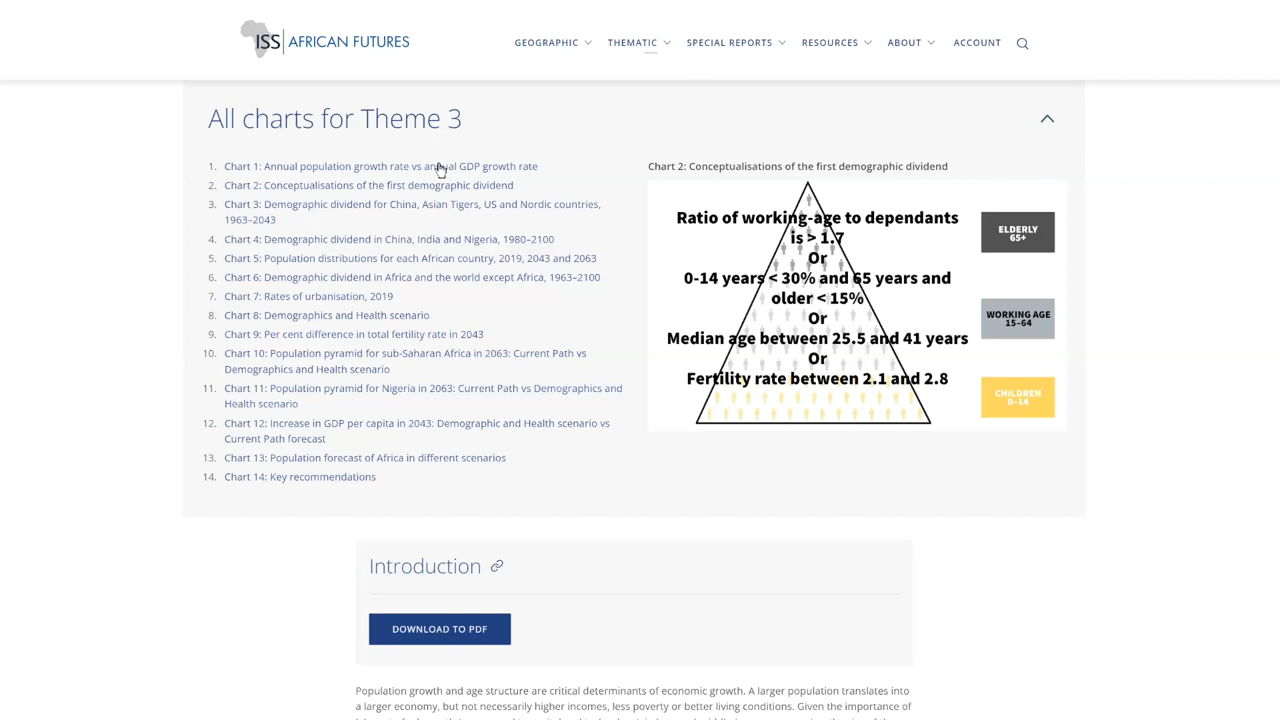 ISS AFRICAN FUTURES
GEOGRAPHIC THEMATIC SPECIAL REPORTS RESOURCES ABOUT ACCOUNT
All charts for Theme 3
1. Chart 1: Annual population growth rate vs annual GDP growth rate
2. Chart 2: Conceptualisations of the first demographic dividend
3. Chart 3: Demographic dividend for China, Asian Tigers, US and Nordic countries,
1963–2043
4. Chart 4: Demographic dividend in China, India and Nigeria, 1980–2100
5. Chart 5: Population distributions for each African country, 2019, 2043 and 2063
6. Chart 6: Demographic dividend in Africa and the world except Africa, 1963–2100
7. Chart 7: Rates of urbanisation, 2019
8. Chart 8: Demographics and Health scenario
9. Chart 9: Per cent difference in total fertility rate in 2043
10. Chart 10: Population pyramid for sub-Saharan Africa in 2063: Current Path vs
Demographics and Health scenario
11. Chart 11: Population pyramid for Nigeria in 2063: Current Path vs Demographics and
Health scenario
12. Chart 12: Increase in GDP per capita in 2043: Demographic and Health scenario vs
Current Path forecast
13. Chart 13: Population forecast of Africa in different scenarios
14. Chart 14: Key recommendations
Chart 2: Conceptualisations of the first demographic dividend
Ratio of working-age to dependants
is > 1.7
Or
0-14 years < 30% and 65 years and
older < 15%
Or
Median age between 25.5 and 41 years
Or
Fertility rate between 2.1 and 2.8
ELDERLY
65+
WORKING AGE
15–64
CHILDREN
0–14
Introduction
DOWNLOAD TO PDF
Population growth and age structure are critical determinants of economic growth. A larger population translates into
a larger economy, but not necessarily higher incomes, less poverty or better living conditions. Given the importance of